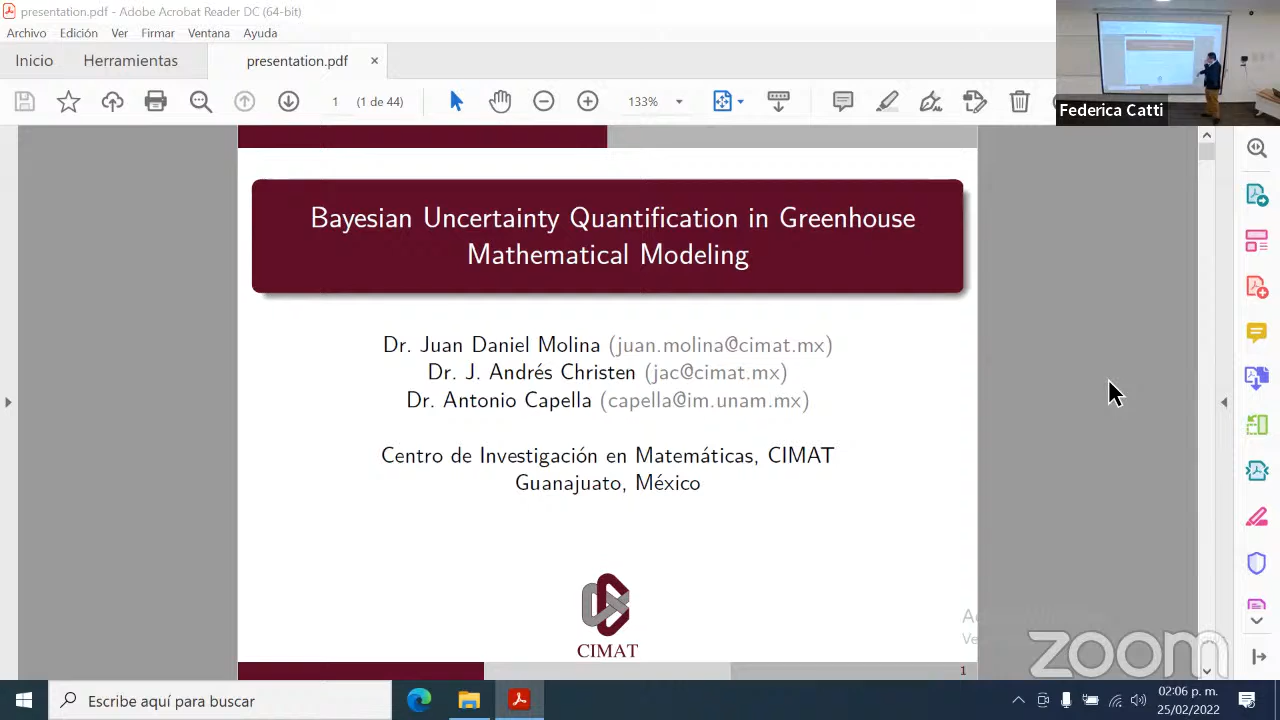 presentation.pdf - Adobe Acrobat Reader DC (64-bit)
Archivo Edición Ver Firmar Ventana Ayuda
Inicio Herramientas presentation.pdf
1 (1 de 44) 133%
Federica Catti
Bayesian Uncertainty Quantification in Greenhouse
Mathematical Modeling
Dr. Juan Daniel Molina (juan.molina@cimat.mx)
Dr. J. Andrés Christen (jac@cimat.mx)
Dr. Antonio Capella (capella@im.unam.mx)
Centro de Investigación en Matemáticas, CIMAT
Guanajuato, México
CIMAT
1
zoom
Escribe aquí para buscar
02:06 p. m.
25/02/2022